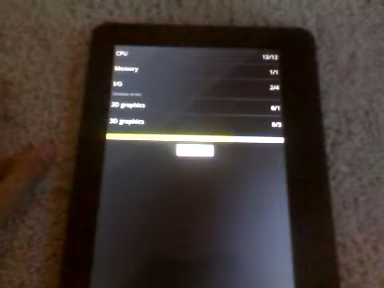 CPU 12/12
Memory 1/1
I/O 2/4
2D graphics 0/1
3D graphics 0/3